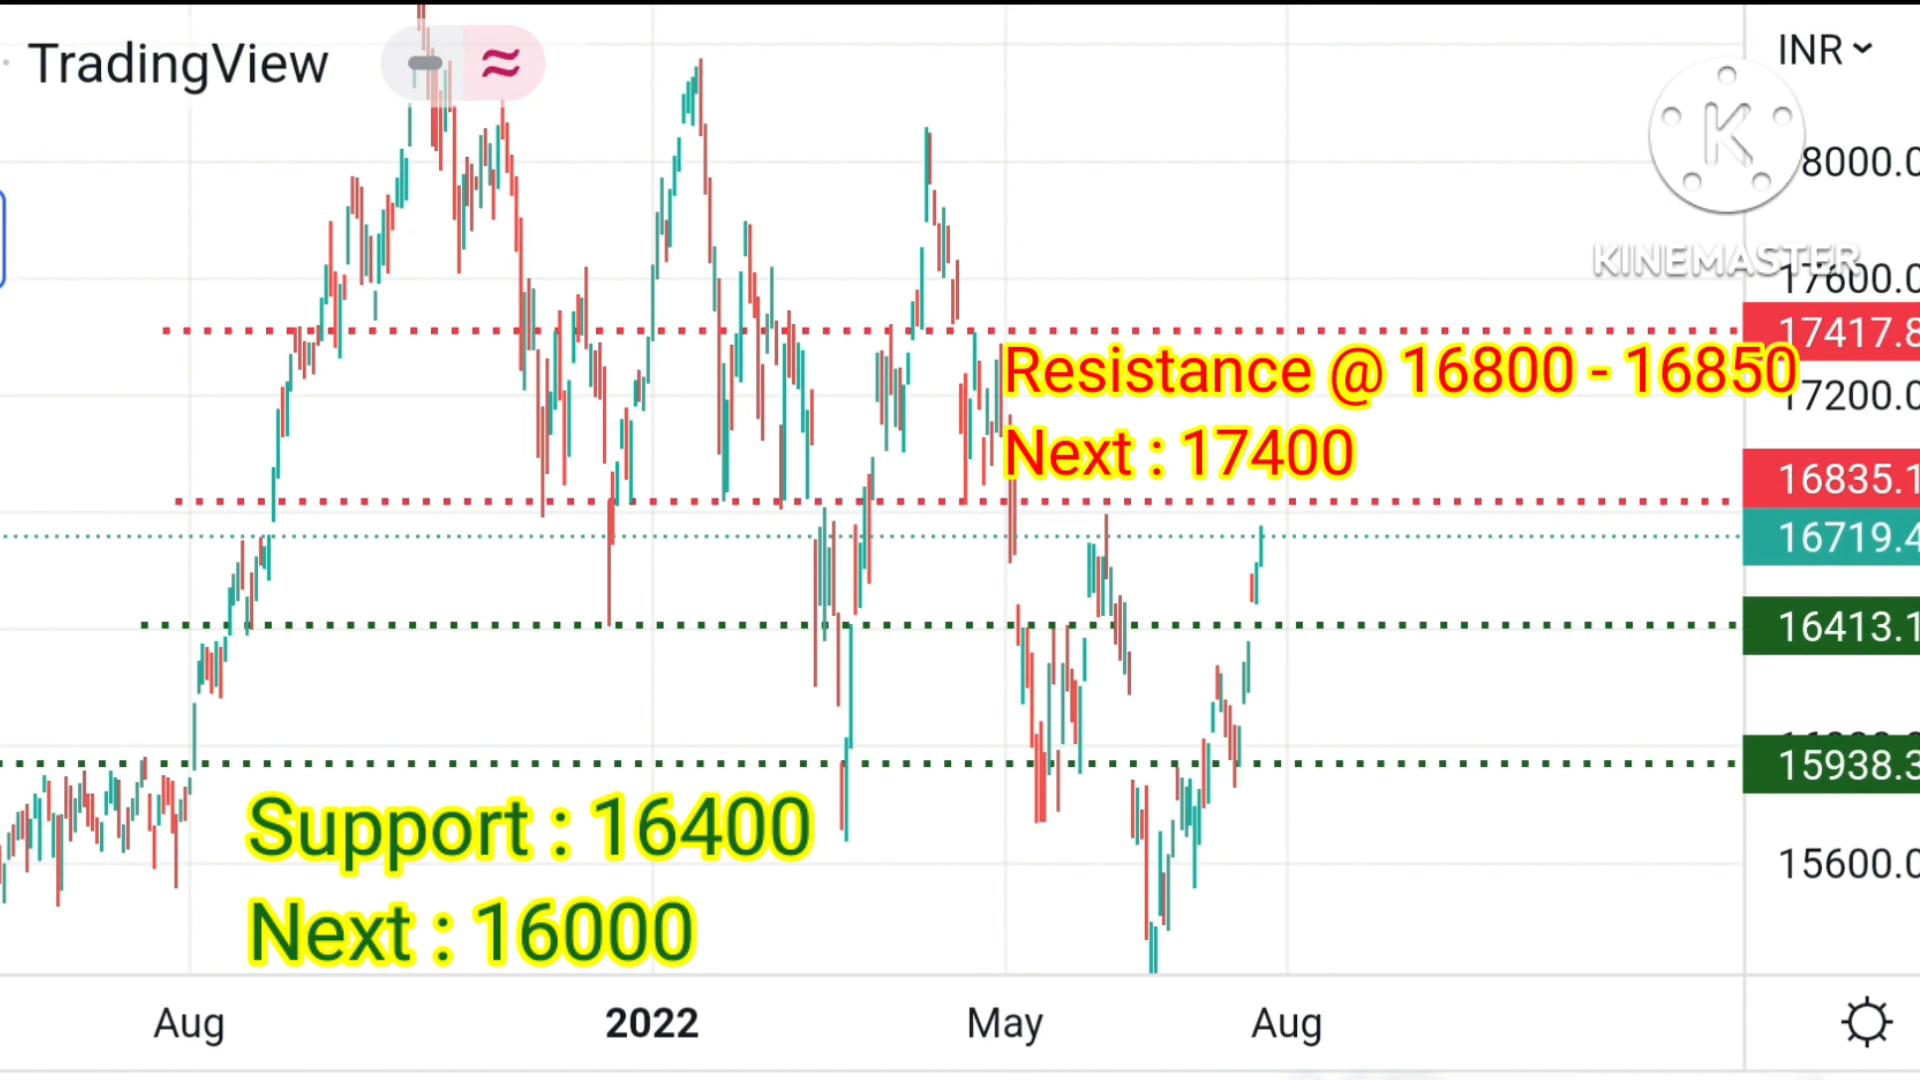 TradingView
INR
8000.0
KINEMASTER
17600.0
17417.8
Resistance @ 16800 - 16850
17200.0
Next : 17400
16835.1
16719.4
16413.1
15938.3
Support : 16400
15600.0
Next : 16000
Aug 2022 May Aug